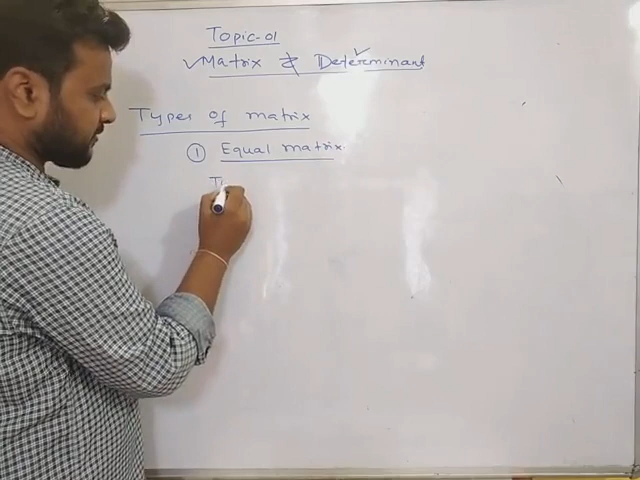 Topic-01
✓Matrix & Determinant✓
Types of matrix
① Equal matrix